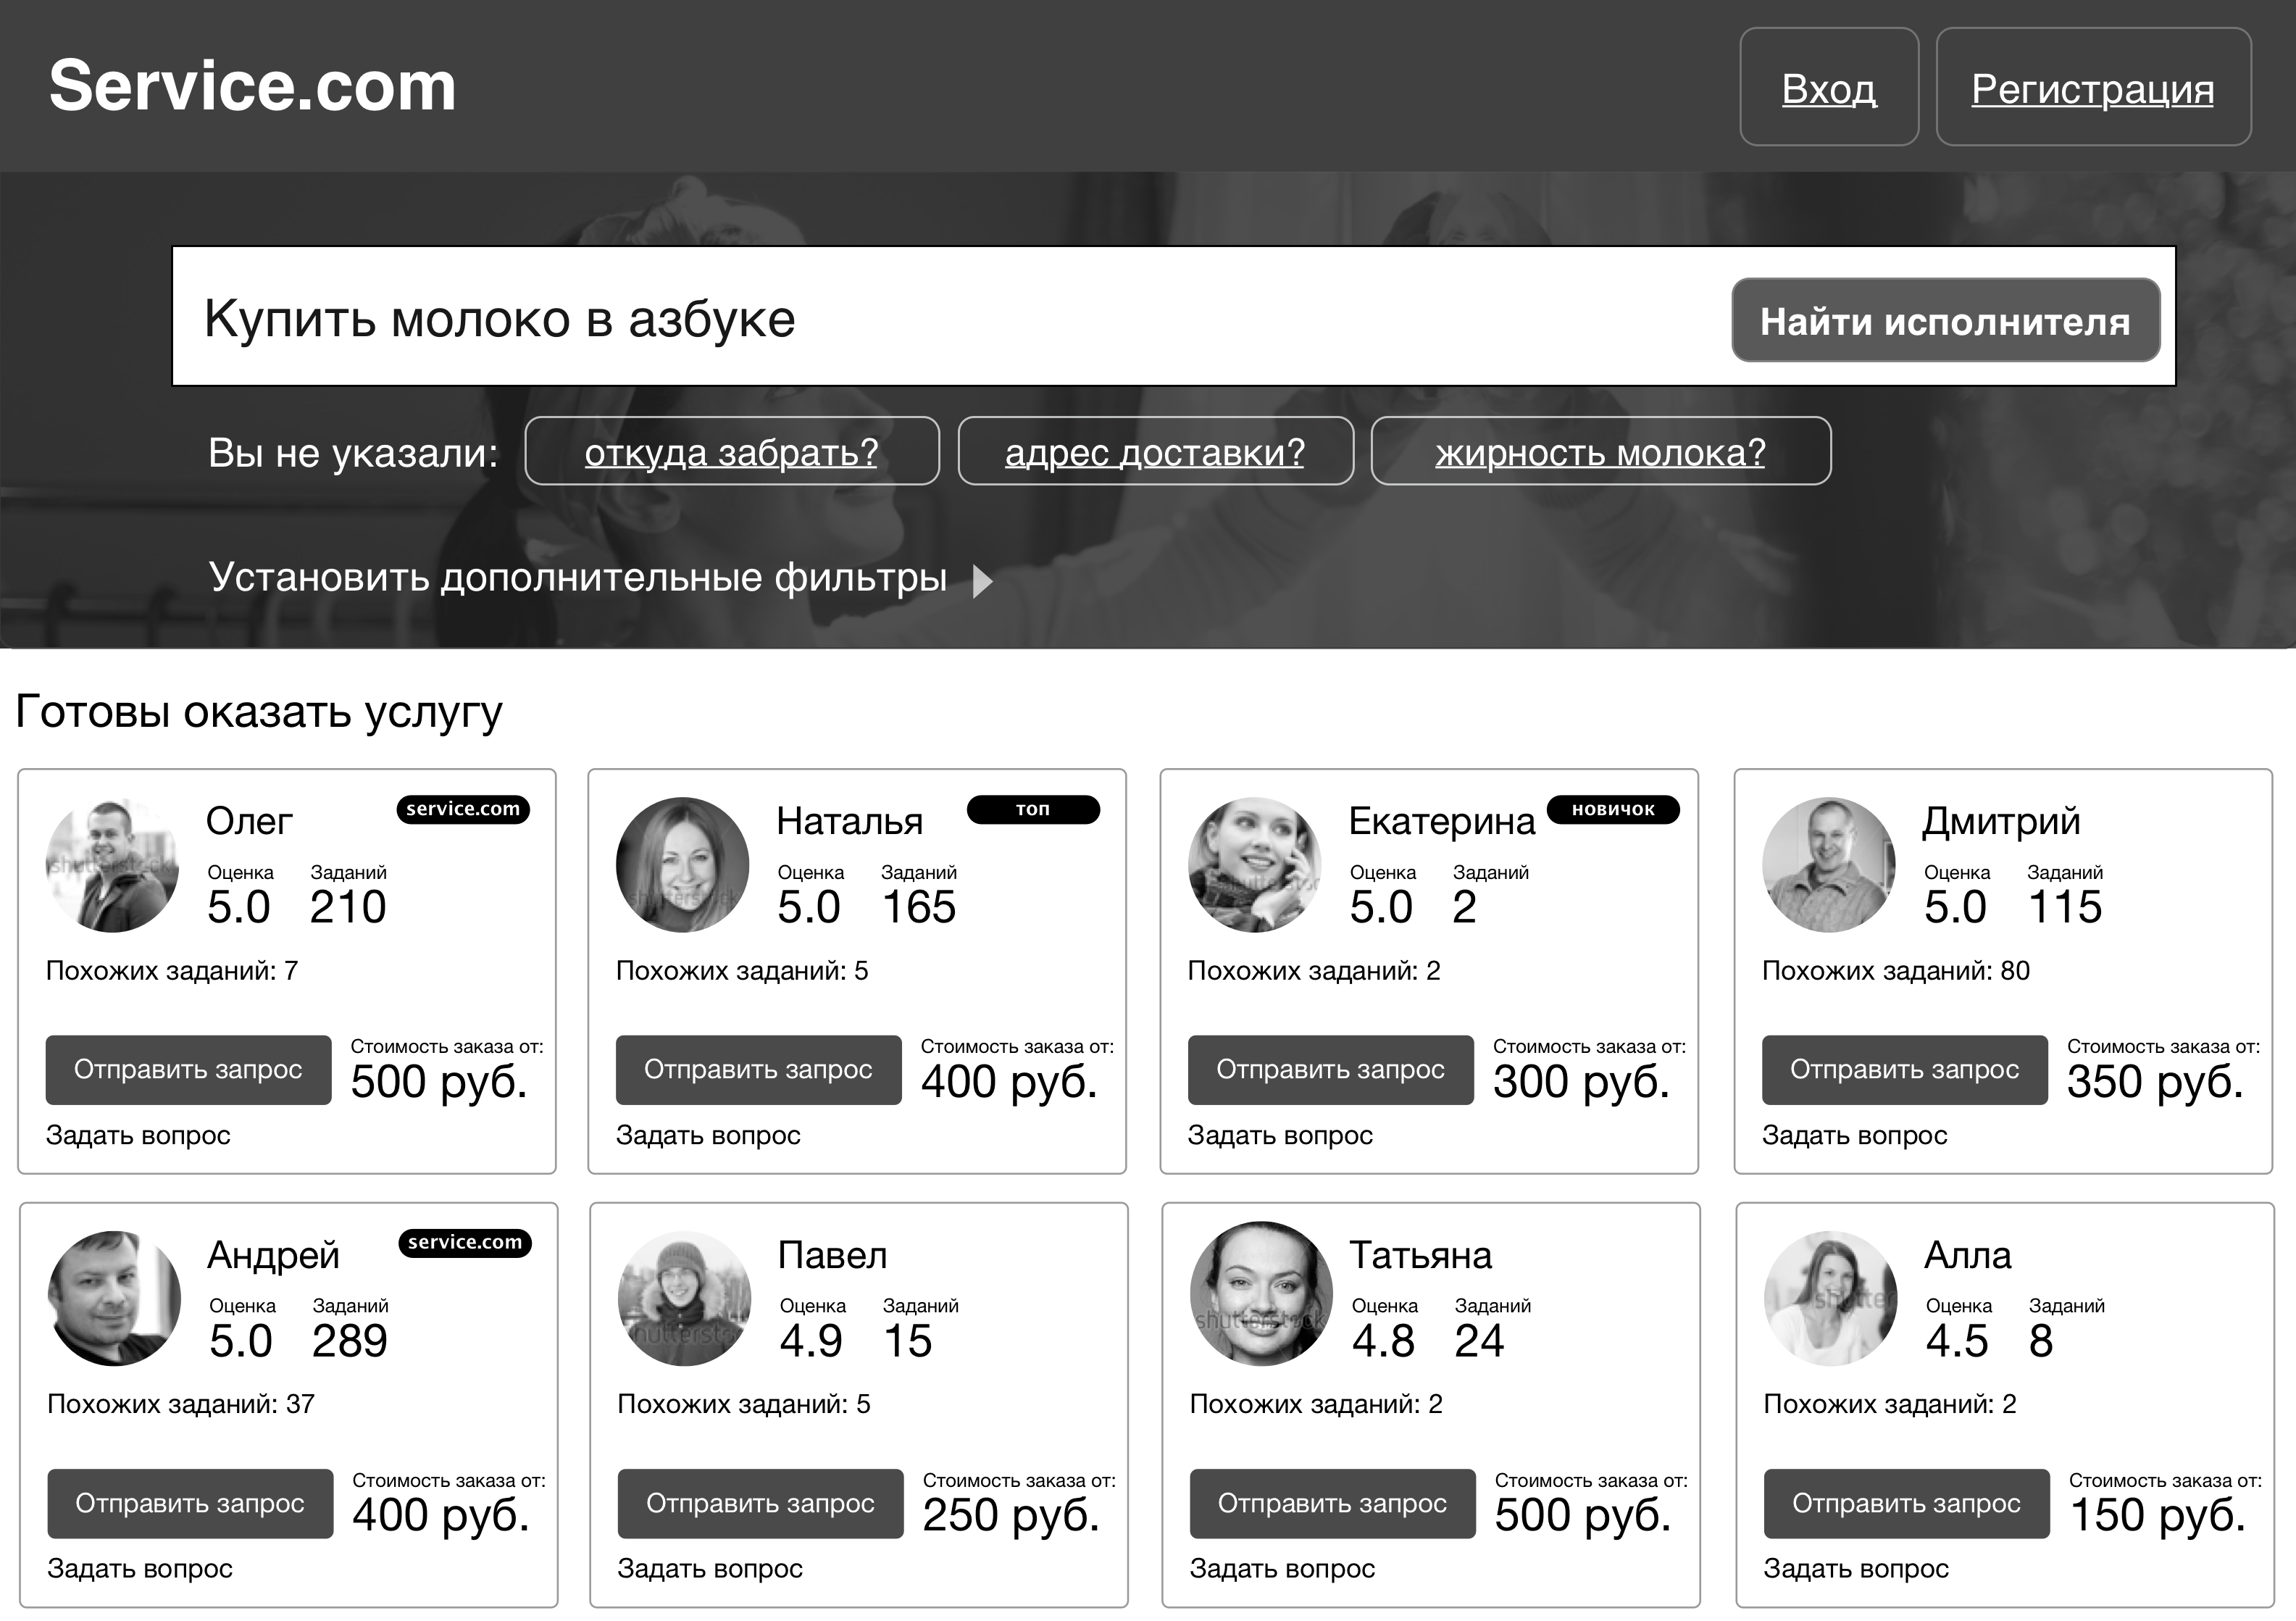 Service.com
Вход
Регистрация
Купить молоко в азбуке
Найти исполнителя
Вы не указали:
откуда забрать?
адрес доставки?
жирность молока?
Установить дополнительные фильтры
Готовы оказать услугу
Олег
service.com
Оценка Заданий
5.0 210
Похожих заданий: 7
Отправить запрос
Стоимость заказа от:
500 руб.
Задать вопрос
Наталья
топ
Оценка Заданий
5.0 165
Похожих заданий: 5
Отправить запрос
Стоимость заказа от:
400 руб.
Задать вопрос
Екатерина
новичок
Оценка Заданий
5.0 2
Похожих заданий: 2
Отправить запрос
Стоимость заказа от:
300 руб.
Задать вопрос
Дмитрий
Оценка Заданий
5.0 115
Похожих заданий: 80
Отправить запрос
Стоимость заказа от:
350 руб.
Задать вопрос
Андрей
service.com
Оценка Заданий
5.0 289
Похожих заданий: 37
Отправить запрос
Стоимость заказа от:
400 руб.
Задать вопрос
Павел
Оценка Заданий
4.9 15
Похожих заданий: 5
Отправить запрос
Стоимость заказа от:
250 руб.
Задать вопрос
Татьяна
Оценка Заданий
4.8 24
Похожих заданий: 2
Отправить запрос
Стоимость заказа от:
500 руб.
Задать вопрос
Алла
Оценка Заданий
4.5 8
Похожих заданий: 2
Отправить запрос
Стоимость заказа от:
150 руб.
Задать вопрос